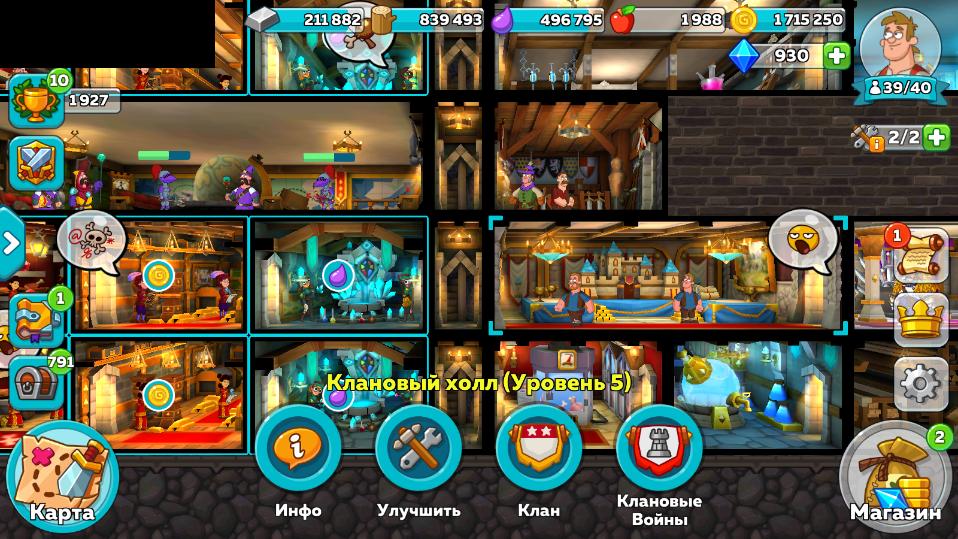 211 882
839 493
496 795
1 988
1 715 250
930
39/40
10
1 927
2/2
1
1
791
Клановый холл (Уровень 5)
2
Карта
Инфо
Улучшить
Клан
Клановые
Войны
Магазин